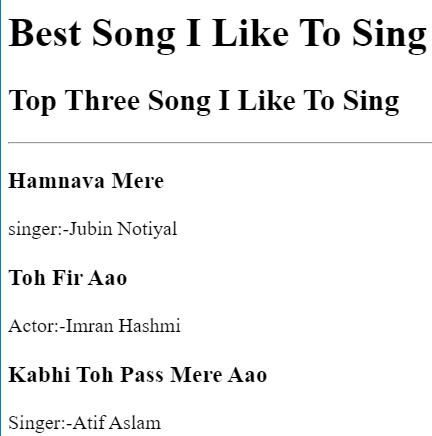 Best Song I Like To Sing
Top Three Song I Like To Sing
Hamnava Mere
singer:-Jubin Notiyal
Toh Fir Aao
Actor:-Imran Hashmi
Kabhi Toh Pass Mere Aao
Singer:-Atif Aslam